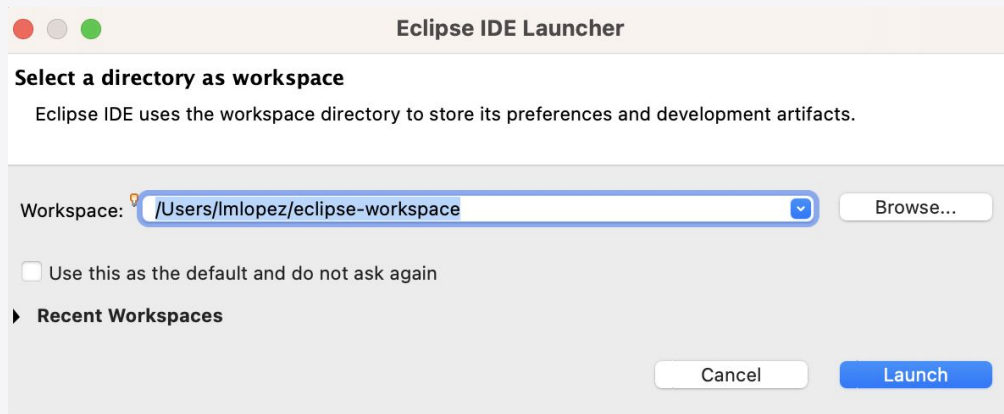 Eclipse IDE Launcher
Select a directory as workspace
Eclipse IDE uses the workspace directory to store its preferences and development artifacts.
Workspace: /Users/lmlopez/eclipse-workspace Browse...
Use this as the default and do not ask again
Recent Workspaces
Cancel Launch